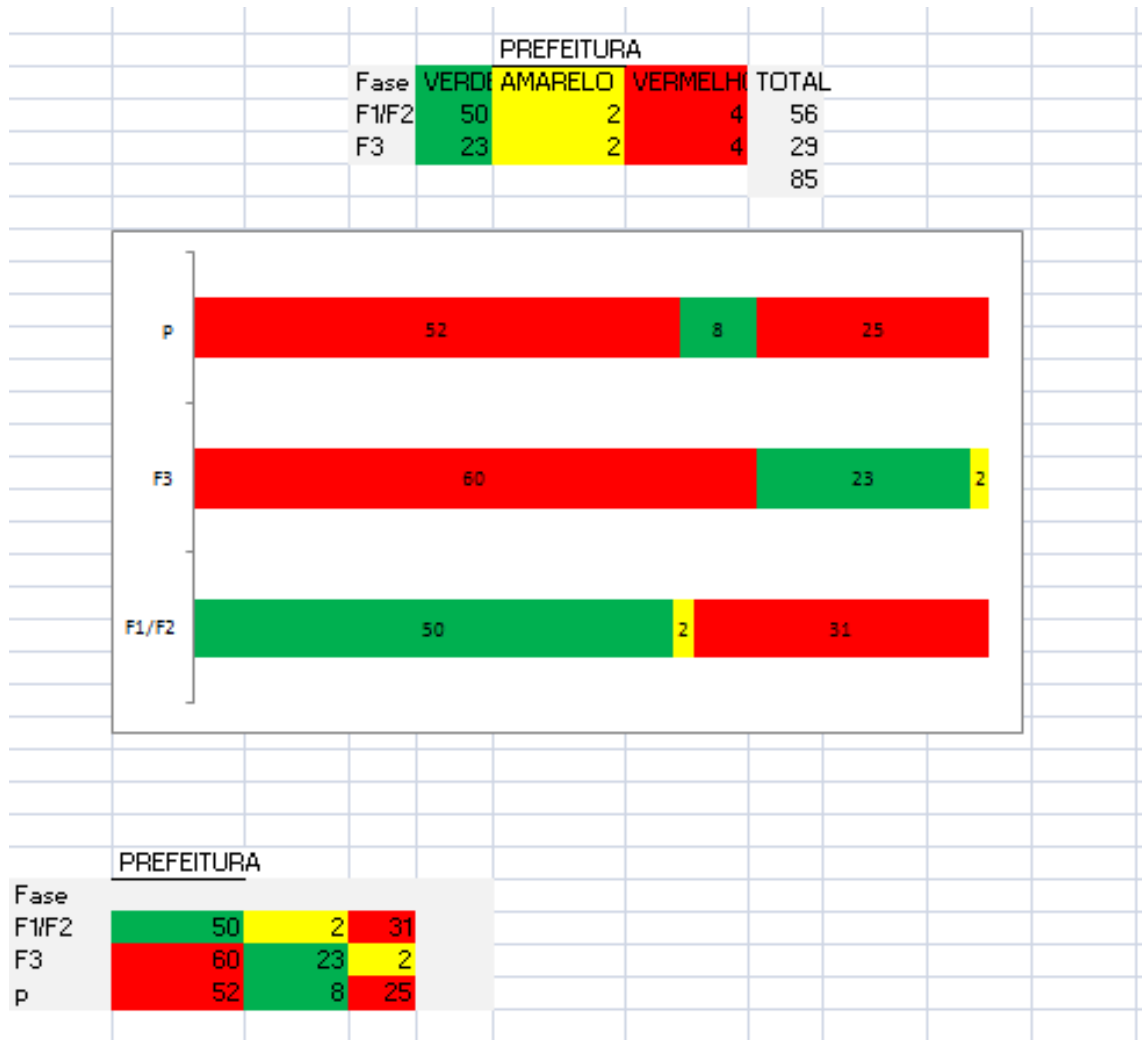 PREFEITURA
Fase VERDE AMARELO VERMELHO TOTAL
F1/F2 50 2 4 56
F3 23 2 4 29
85
P 52 8 25
F3 60 23 2
F1/F2 50 2 31
PREFEITURA
Fase
F1/F2 50 2 31
F3 60 23 2
p 52 8 25